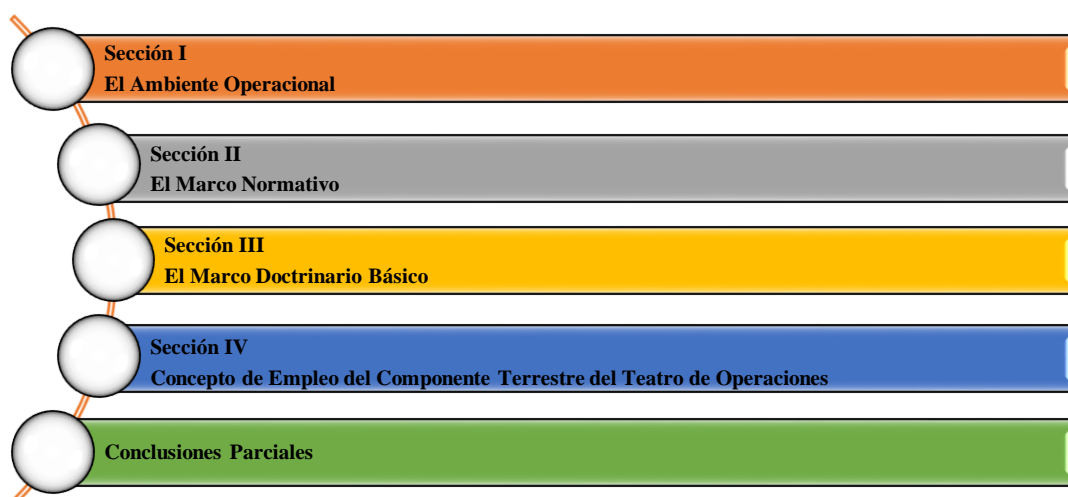 Sección I
El Ambiente Operacional
Sección II
El Marco Normativo
Sección III
El Marco Doctrinario Básico
Sección IV
Concepto de Empleo del Componente Terrestre del Teatro de Operaciones
Conclusiones Parciales